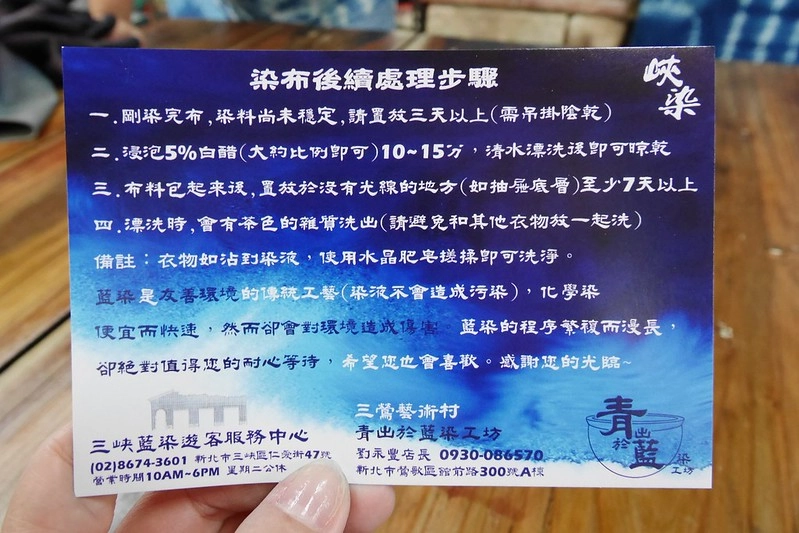 染布後續處理步驟
峽染
一.剛染完布,染料尚未穩定,請置放三天以上(需吊掛陰乾)
二.浸泡5%白醋(大約比例即可)10~15分,清水漂洗後即可晾乾
三.布料包起來後,置放於沒有光線的地方(如抽屜底層)至少7天以上
四.漂洗時,會有茶色的雜質洗出(請避免和其他衣物放一起洗)
備註:衣物如沾到染液,使用水晶肥皂搓揉即可洗淨。
藍染是友善環境的傳統工藝(染液不會造成污染),化學染
便宜而快速,然而卻會對環境造成傷害 藍染的程序繁複而漫長,
卻絕對值得您的耐心等待,希望您也會喜歡。感謝您的光臨~
三峽藍染遊客服務中心
(02)8674-3601 新北市三峽區仁愛街47號
營業時間10AM~6PM 星期二公休
三鶯藝術村
青出於藍染工坊
劉永豐店長 0930-086570
新北市鶯歌區館前路300號A棟
青出於藍染工坊